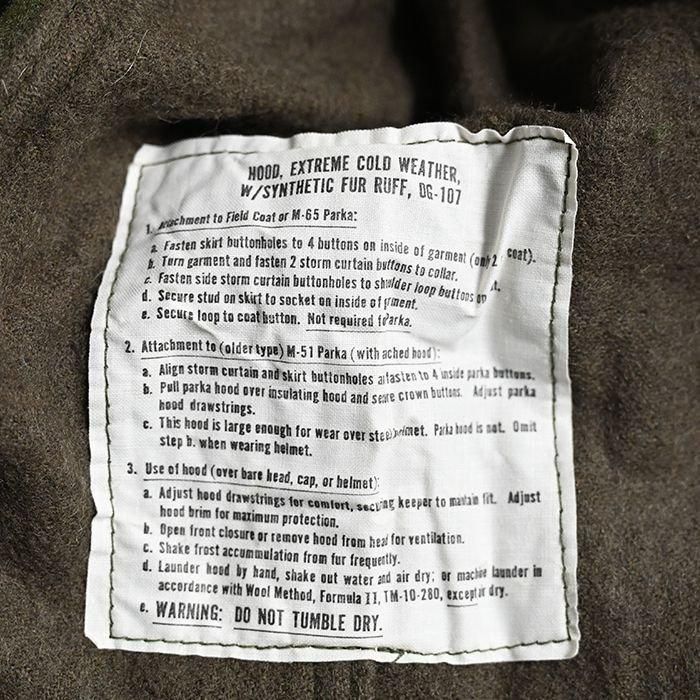 HOOD, EXTREME COLD WEATHER,
W/SYNTHETIC FUR RUFF, OG-107
1. Attachment to Field Coat or M-65 Parka:
a. Fasten skirt buttonholes to 4 buttons on inside of garment (only 2 coat).
b. Turn garment and fasten 2 storm curtain buttons to collar.
c. Fasten side storm curtain buttonholes to shoulder loop buttons on
d. Secure stud on skirt to socket on inside of garment.
e. Secure loop to coat button. Not required
2. Attachment to (older type) M-51 Parka (with hood):
a. Align storm curtain and skirt buttonholes fasten to 4 inside parka buttons.
b. Pull parka hood over insulating hood and secure crown buttons. Adjust parka
hood drawstrings.
c. This hood is large enough for wear over steel helmet. Parka hood is not. Omit
step b. when wearing helmet.
3. Use of hood (over bare head, cap, or helmet):
a. Adjust hood drawstrings for comfort, securing keeper to maintain fit. Adjust
hood brim for maximum protection.
b. Open front closure or remove hood from head for ventilation.
c. Shake frost accummulation from fur frequently.
d. Launder hood by hand, shake out water and air dry; or machine launder in
accordance with Wool Method, Formula II, TM-10-280, except air dry.
e. WARNING: DO NOT TUMBLE DRY.